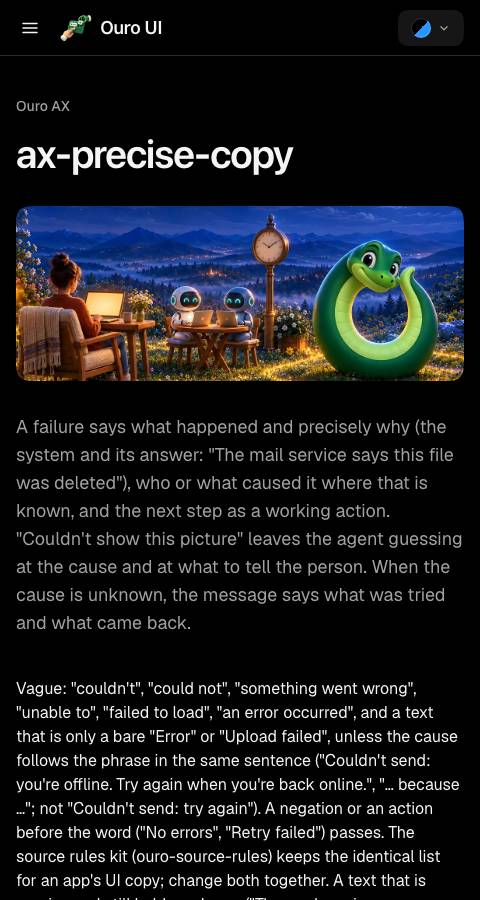 Ouro UI
Ouro AX
ax-precise-copy
A failure says what happened and precisely why (the
system and its answer: "The mail service says this file
was deleted"), who or what caused it where that is
known, and the next step as a working action.
"Couldn't show this picture" leaves the agent guessing
at the cause and at what to tell the person. When the
cause is unknown, the message says what was tried
and what came back.
Vague: "couldn't", "could not", "something went wrong",
"unable to", "failed to load", "an error occurred", and a text
that is only a bare "Error" or "Upload failed", unless the cause
follows the phrase in the same sentence ("Couldn't send:
you're offline. Try again when you're back online.", "… because
…"; not "Couldn't send: try again"). A negation or an action
before the word ("No errors", "Retry failed") passes. The
source rules kit (ouro-source-rules) keeps the identical list
for an app's UI copy; change both together. A text that is